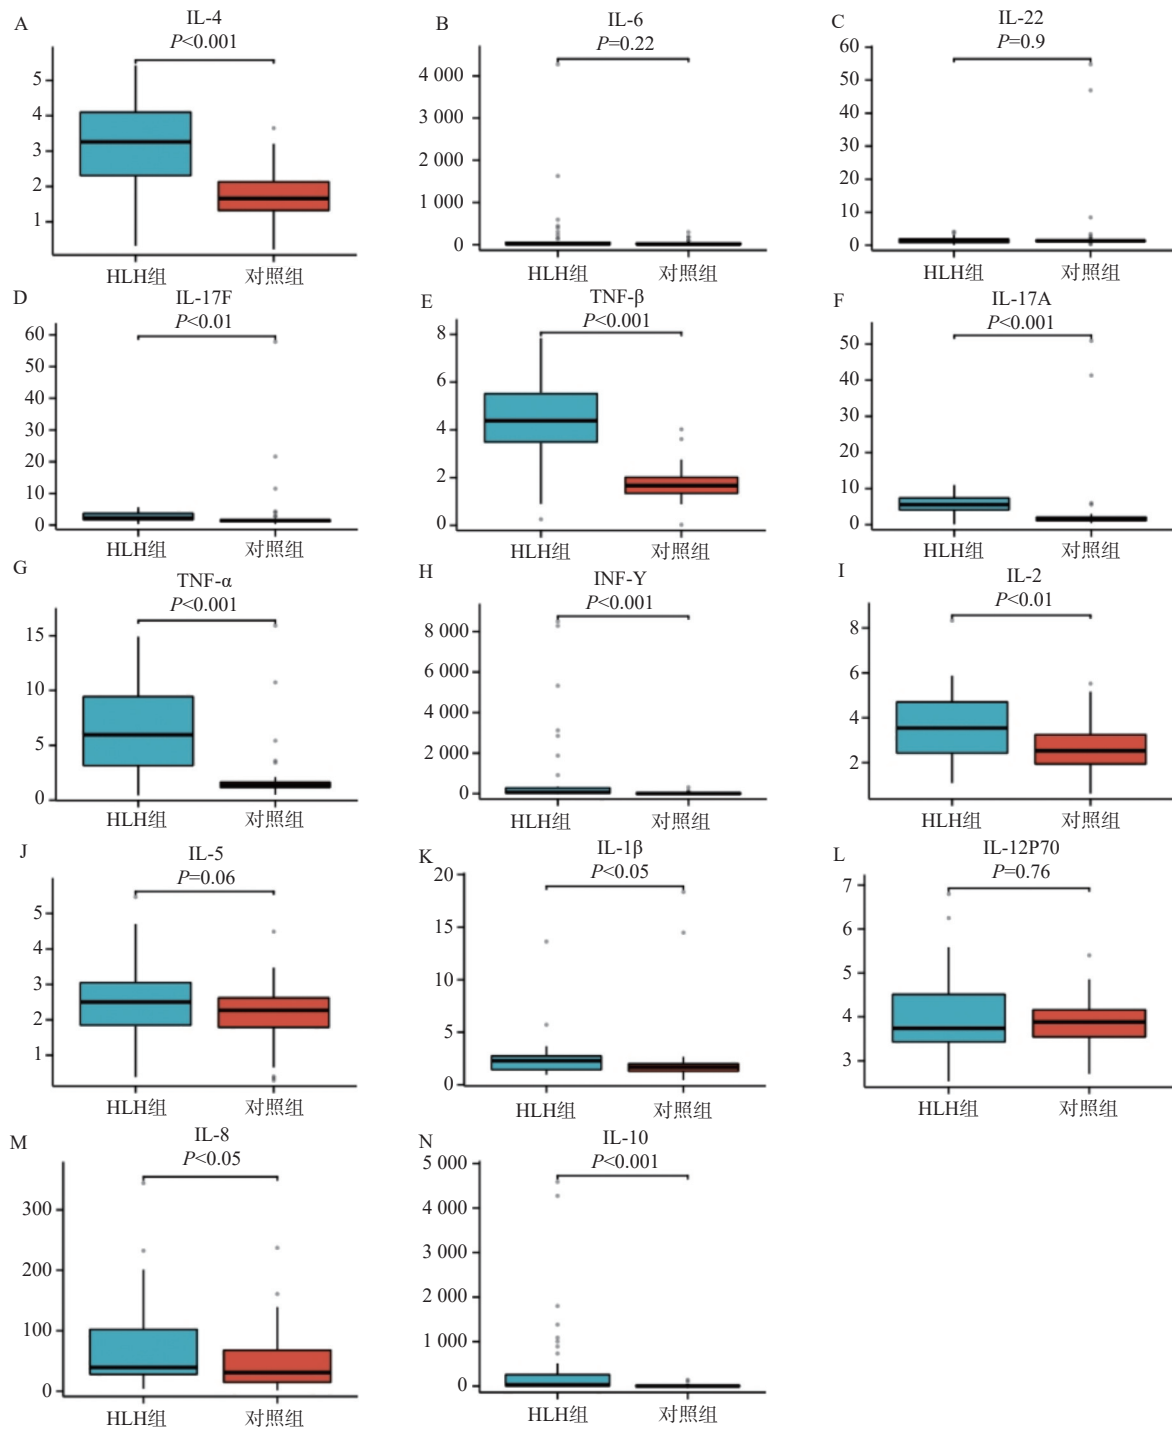 A
IL-4
P<0.001
5
4
3
2
1
HLH组
对照组
B
IL-6
P=0.22
4 000
3 000
2 000
1 000
0
HLH组
对照组
C
IL-22
P=0.9
60
50
40
30
20
10
0
HLH组
对照组
D
IL-17F
P<0.01
60
50
40
30
20
10
0
HLH组
对照组
E
TNF-β
P<0.001
8
6
4
2
0
HLH组
对照组
F
IL-17A
P<0.001
50
40
30
20
10
0
HLH组
对照组
G
TNF-α
P<0.001
15
10
5
0
HLH组
对照组
H
INF-Y
P<0.001
8 000
6 000
4 000
2 000
0
HLH组
对照组
I
IL-2
P<0.01
8
6
4
2
HLH组
对照组
J
IL-5
P=0.06
5
4
3
2
1
HLH组
对照组
K
IL-1β
P<0.05
20
15
10
5
0
HLH组
对照组
L
IL-12P70
P=0.76
7
6
5
4
3
HLH组
对照组
M
IL-8
P<0.05
300
200
100
0
HLH组
对照组
N
IL-10
P<0.001
5 000
4 000
3 000
2 000
1 000
0
HLH组
对照组